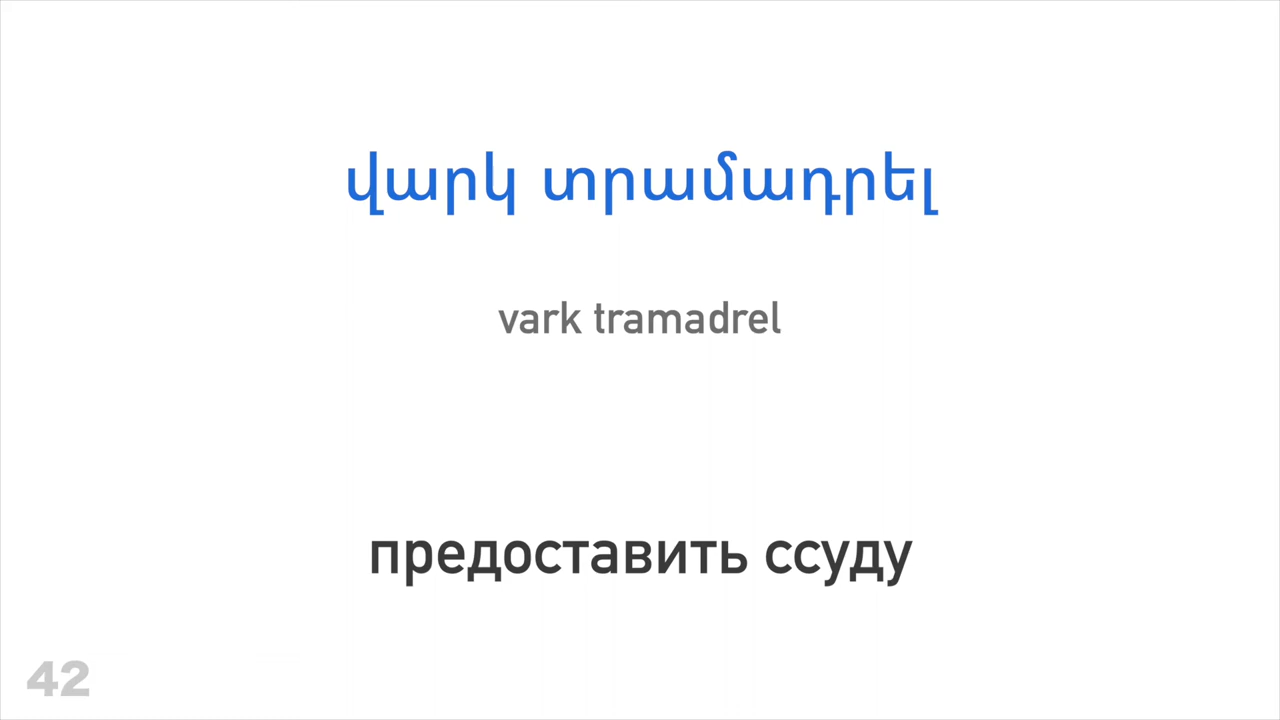 վարկ տրամադրել
vark tramadrel
предоставить ссуду
42